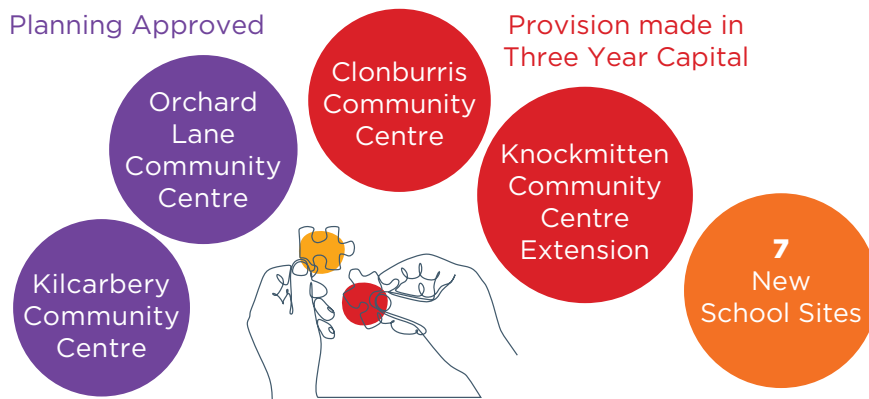 Planning Approved
Provision made in
Three Year Capital
Kilcarbery
Community
Centre
Orchard
Lane
Community
Centre
Clonburris
Community
Centre
Knockmitten
Community
Centre
Extension
7
New
School Sites